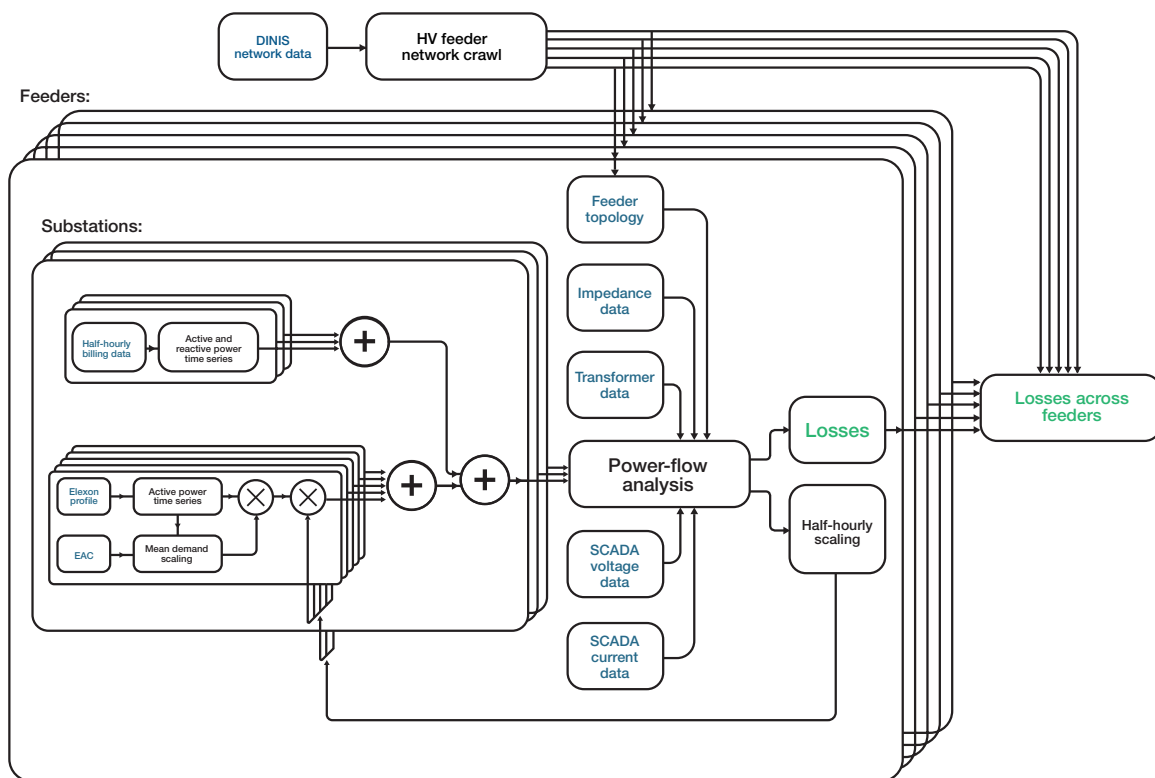 DINIS
network data
HV feeder
network crawl
Feeders:
Feeder
topology
Substations:
Impedance
data
Half-hourly
billing data
Active and
reactive power
time series
+
Transformer
data
Losses across
feeders
Losses
Power-flow
analysis
Elexon
profile
Active power
time series
+
+
EAC
Mean demand
scaling
Half-hourly
scaling
SCADA
voltage
data
SCADA
current
data